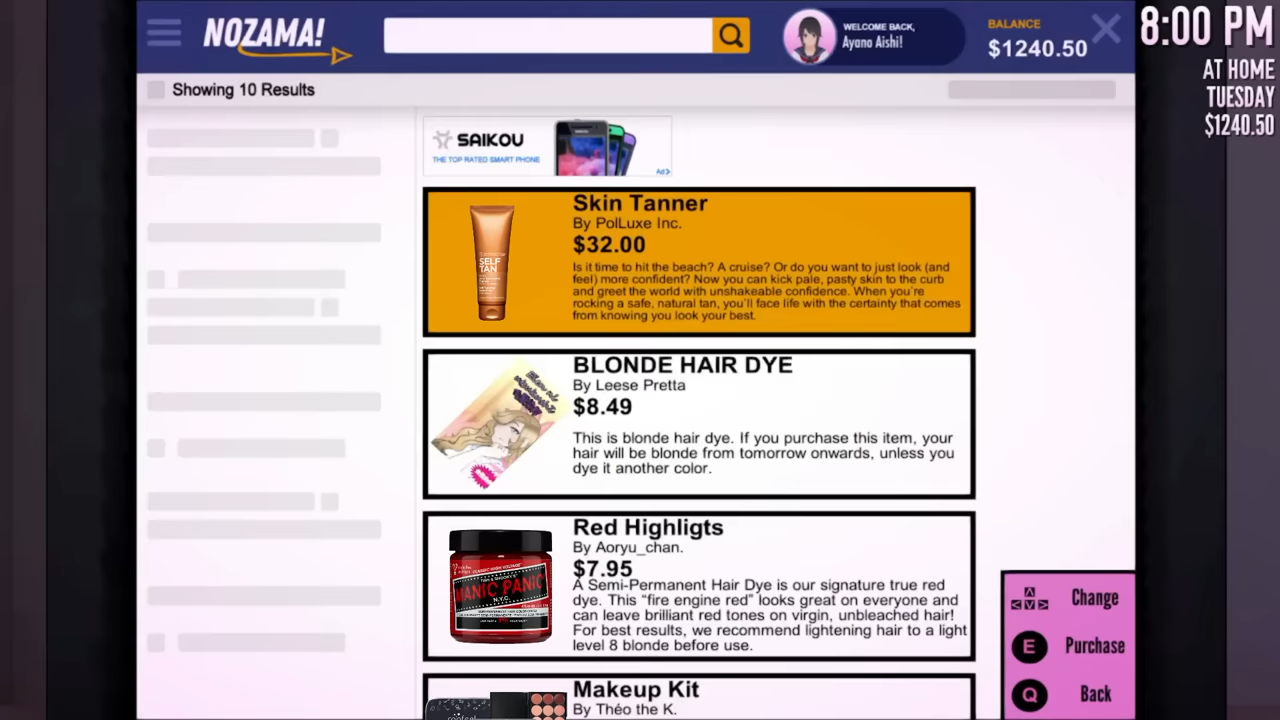 NOZAMA!
WELCOME BACK,
Ayano Aishi!
BALANCE
$1240.50
8:00 PM
AT HOME
TUESDAY
$1240.50
Showing 10 Results
SAIKOU
THE TOP RATED SMART PHONE
Ad
Skin Tanner
By PolLuxe Inc.
$32.00
Is it time to hit the beach? A cruise? Or do you want to just look (and
feel) more confident? Now you can kick pale, pasty skin to the curb
and greet the world with unshakeable confidence. When you're
rocking a safe, natural tan, you'll face life with the certainty that comes
from knowing you look your best.
SELF
TAN
BLONDE HAIR DYE
By Leese Pretta
$8.49
This is blonde hair dye. If you purchase this item, your
hair will be blonde from tomorrow onwards, unless you
dye it another color.
Red Highligts
By Aoryu_chan.
$7.95
A Semi-Permanent Hair Dye is our signature true red
dye. This “fire engine red” looks great on everyone and
can leave brilliant red tones on virgin, unbleached hair!
For best results, we recommend lightening hair to a light
level 8 blonde before use.
MANIC PANIC
N.Y.C.
Makeup Kit
By Théo the K.
Change
E Purchase
Q Back